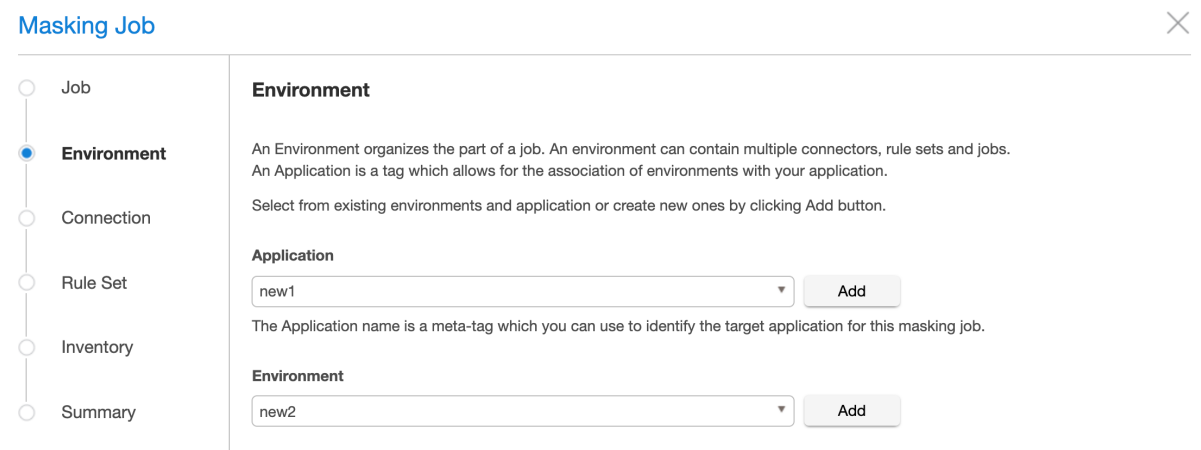 Masking Job
Job
Environment
Connection
Rule Set
Inventory
Summary
Environment
An Environment organizes the part of a job. An environment can contain multiple connectors, rule sets and jobs.
An Application is a tag which allows for the association of environments with your application.
Select from existing environments and application or create new ones by clicking Add button.
Application
new1
Add
The Application name is a meta-tag which you can use to identify the target application for this masking job.
Environment
new2
Add